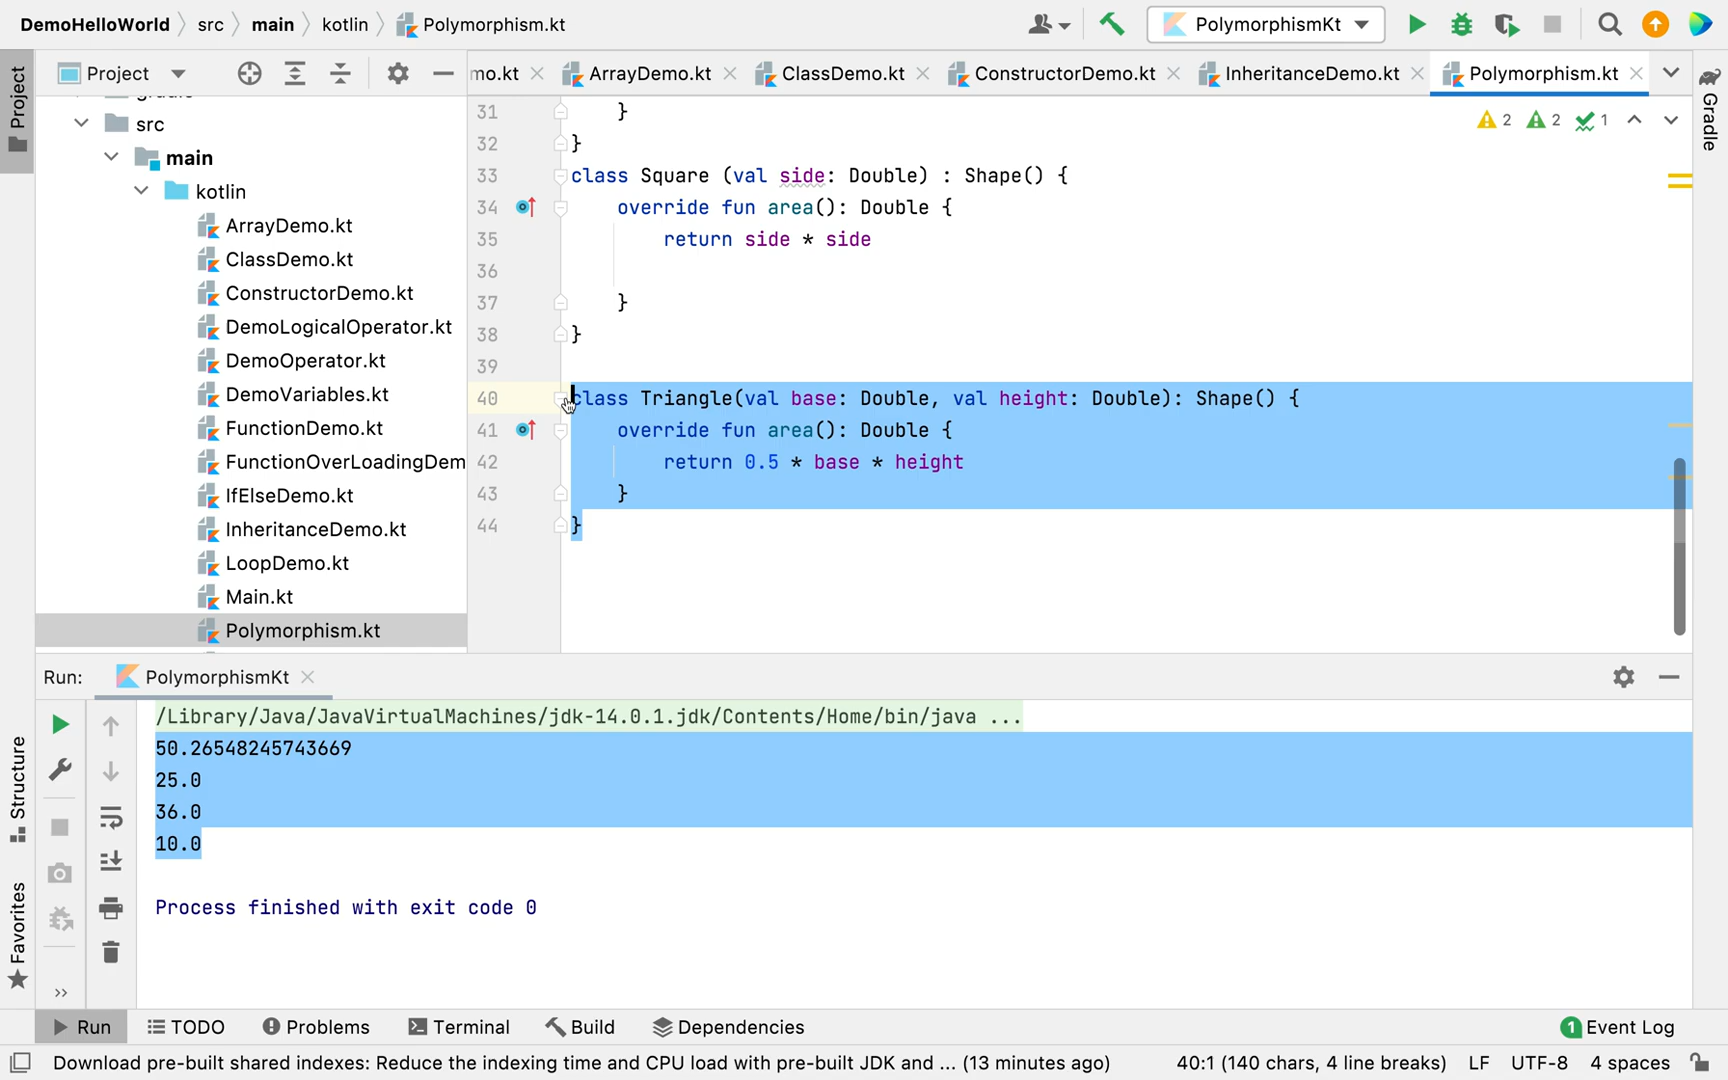 DemoHelloWorld src main kotlin Polymorphism.kt PolymorphismKt
Project mo.kt ArrayDemo.kt ClassDemo.kt ConstructorDemo.kt InheritanceDemo.kt Polymorphism.kt
Project
Gradle
2 2 1
src
main
kotlin
ArrayDemo.kt
ClassDemo.kt
ConstructorDemo.kt
DemoLogicalOperator.kt
DemoOperator.kt
DemoVariables.kt
FunctionDemo.kt
FunctionOverLoadingDem
IfElseDemo.kt
InheritanceDemo.kt
LoopDemo.kt
Main.kt
Polymorphism.kt
31 }
32 }
33 class Square (val side: Double) : Shape() {
34 override fun area(): Double {
35 return side * side
36
37 }
38 }
39
40 class Triangle(val base: Double, val height: Double): Shape() {
41 override fun area(): Double {
42 return 0.5 * base * height
43 }
44 }
Run: PolymorphismKt
/Library/Java/JavaVirtualMachines/jdk-14.0.1.jdk/Contents/Home/bin/java ...
50.26548245743669
25.0
36.0
10.0
Process finished with exit code 0
Structure
Favorites
Run TODO Problems Terminal Build Dependencies 1 Event Log
Download pre-built shared indexes: Reduce the indexing time and CPU load with pre-built JDK and ... (13 minutes ago) 40:1 (140 chars, 4 line breaks) LF UTF-8 4 spaces